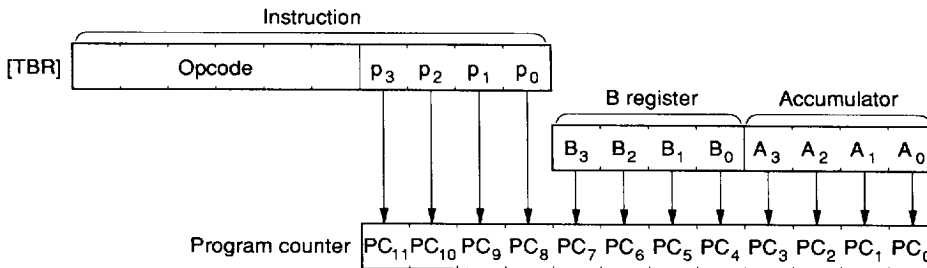 Instruction
[TBR] Opcode p₃ p₂ p₁ p₀
B register Accumulator
B₃ B₂ B₁ B₀ A₃ A₂ A₁ A₀
Program counter PC₁₁ PC₁₀ PC₉ PC₈ PC₇ PC₆ PC₅ PC₄ PC₃ PC₂ PC₁ PC₀